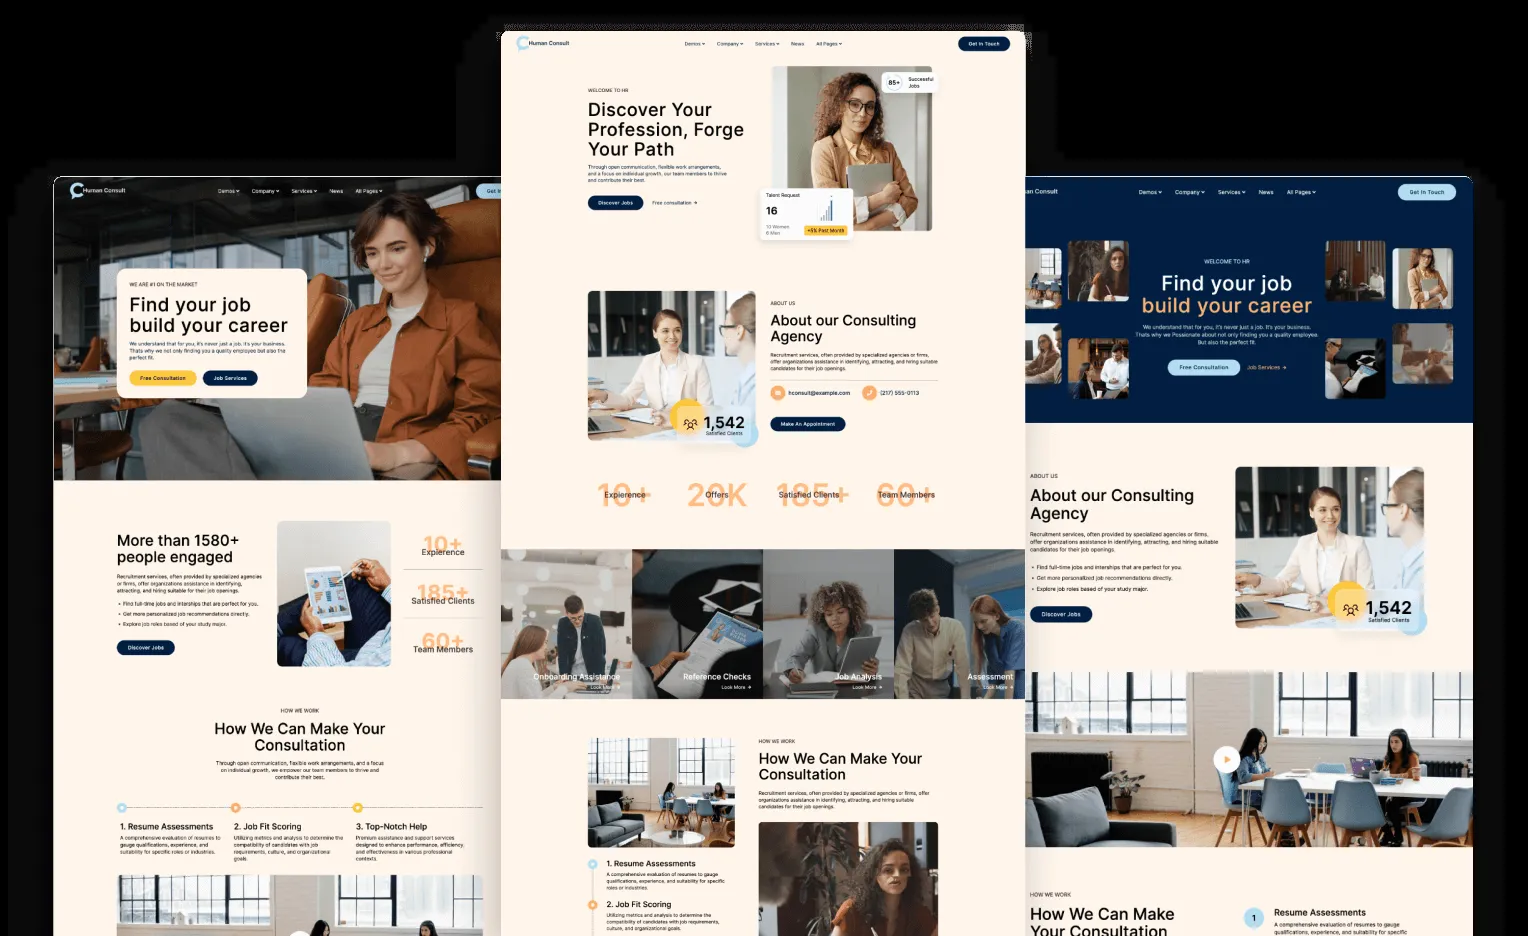 Human Consult
Demos
Company
Services
News
All Pages
Get In
WE ARE #1 ON THE MARKET
Find your job
build your career
We understand that for you, it's never just a job. It's your business.
Thats why we not only finding you a quality employee but also the
perfect fit.
Free Consultation
Job Services
More than 1580+
people engaged
Recruitment services, often provided by specialized agencies
or firms, offer organizations assistance in identifying,
attracting, and hiring suitable for their job openings.
• Find full-time jobs and interships that are perfect for you.
• Get more personalized job recommendations directly.
• Explore job roles based of your study major.
Discover Jobs
10+
Expierence
185+
Satisfied Clients
60+
Team Members
HOW WE WORK
How We Can Make Your
Consultation
Through open communication, flexible work arrangements, and a focus
on individual growth, we empower our team members to thrive and
contribute their best.
1. Resume Assessments
A comprehensive evaluation of resumes to
gauge qualifications, experience, and
suitability for specific roles or industries.
2. Job Fit Scoring
Utilizing metrics and analysis to determine the
compatibility of candidates with job
requirements, culture, and organizational
goals.
3. Top-Notch Help
Premium assistance and support services
designed to enhance performance, efficiency,
and effectiveness in various professional
contexts.
Human Consult
Demos
Company
Services
News
All Pages
Get In Touch
WELCOME TO HR
Discover Your
Profession, Forge
Your Path
Through open communication, flexible work arrangements,
and a focus on individual growth, our team members to thrive
and contribute their best.
Discover Jobs
Free consultation →
85+
Successful
Jobs
Talent Request
16
10 Women
6 Men
+5% Past Month
1,542
Satisfied Clients
ABOUT US
About our Consulting
Agency
Recruitment services, often provided by specialized agencies or firms,
offer organizations assistance in identifying, attracting, and hiring suitable
candidates for their job openings.
hconsult@example.com
(217) 555-0113
Make An Appointment
10+
Expierence
20K
Offers
185+
Satisfied Clients
60+
Team Members
Onboarding Assistance
Look More →
Reference Checks
Look More →
Job Analysis
Look More →
Assessment
Look More →
HOW WE WORK
How We Can Make Your
Consultation
Recruitment services, often provided by specialized agencies or firms, offer
organizations assistance in identifying, attracting, and hiring suitable
candidates for their job openings.
1. Resume Assessments
A comprehensive evaluation of resumes to gauge
qualifications, experience, and suitability for specific
roles or industries.
2. Job Fit Scoring
Utilizing metrics and analysis to determine the
compatibility of candidates with job requirements,
culture, and organizational goals.
an Consult
Demos
Company
Services
News
All Pages
Get In Touch
WELCOME TO HR
Find your job
build your career
We understand that for you, it's never just a job. It's your business.
Thats why we Passionate about not only finding you a quality employee.
But also the perfect fit.
Free Consultation
Job Services →
ABOUT US
About our Consulting
Agency
Recruitment services, often provided by specialized agencies or firms,
offer organizations assistance in identifying, attracting, and hiring suitable
candidates for their job openings.
• Find full-time jobs and interships that are perfect for you.
• Get more personalized job recommendations directly.
• Explore job roles based of your study major.
Discover Jobs
1,542
Satisfied Clients
HOW WE WORK
How We Can Make
Your Consultation
1
Resume Assessments
A comprehensive evaluation of resumes to gauge
qualifications, experience, and suitability for specific